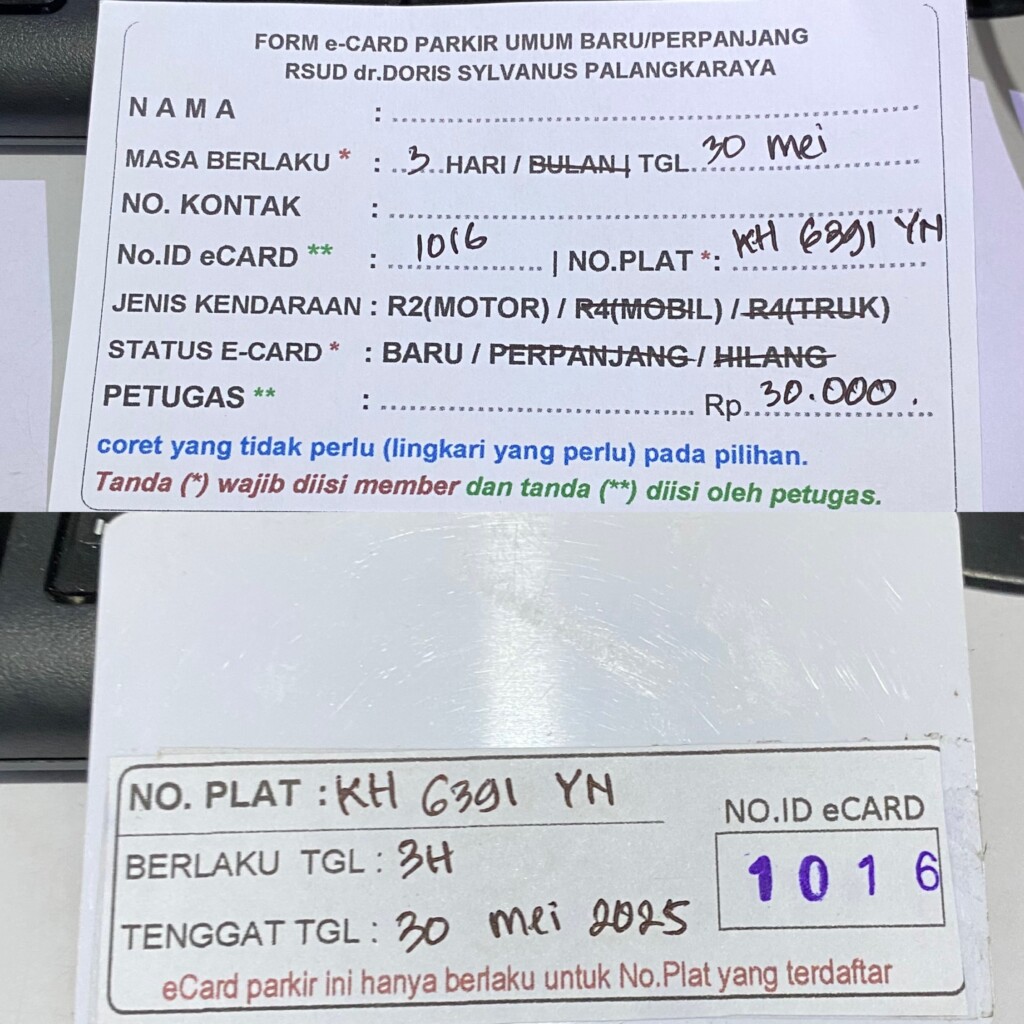 FORM e-CARD PARKIR UMUM BARU/PERPANJANG
RSUD dr.DORIS SYLVANUS PALANGKARAYA
NAMA : 
MASA BERLAKU * : 3 HARI / BULAN | TGL. 30 mei
NO. KONTAK :
No.ID eCARD ** : 1016 | NO.PLAT *: KH 6391 YN
JENIS KENDARAAN : R2(MOTOR) / R4(MOBIL) / R4(TRUK)
STATUS E-CARD * : BARU / PERPANJANG / HILANG
PETUGAS ** : Rp. 30.000.
coret yang tidak perlu (lingkari yang perlu) pada pilihan.
Tanda (*) wajib diisi member dan tanda (**) diisi oleh petugas.
NO. PLAT : KH 6391 YN
NO.ID eCARD
BERLAKU TGL : 3H
1016
TENGGAT TGL : 30 mei 2025
eCard parkir ini hanya berlaku untuk No.Plat yang terdaftar